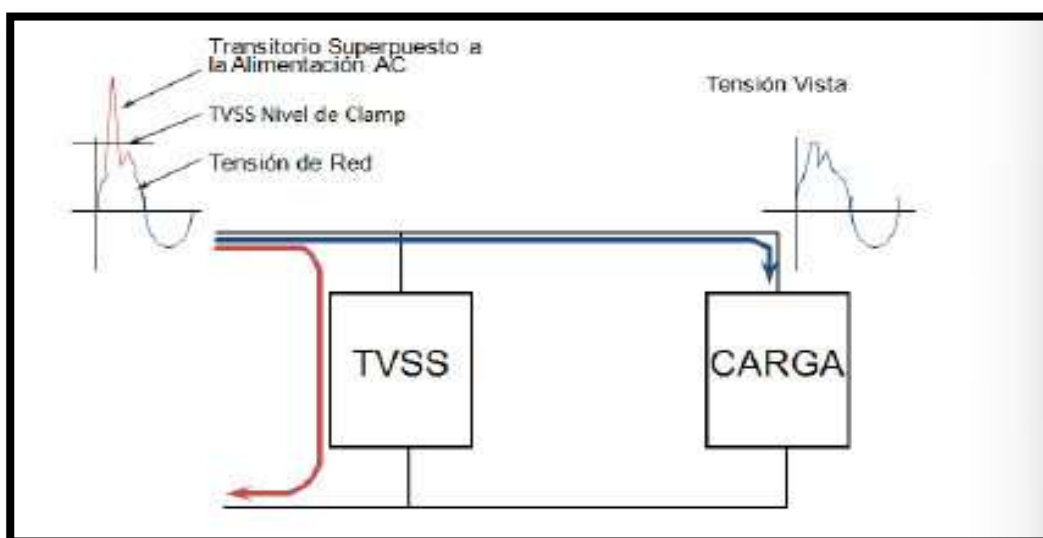 Transitorio Superpuesto a
la Alimentación AC
TVSS Nivel de Clamp
Tensión de Red
Tensión Vista
TVSS
CARGA